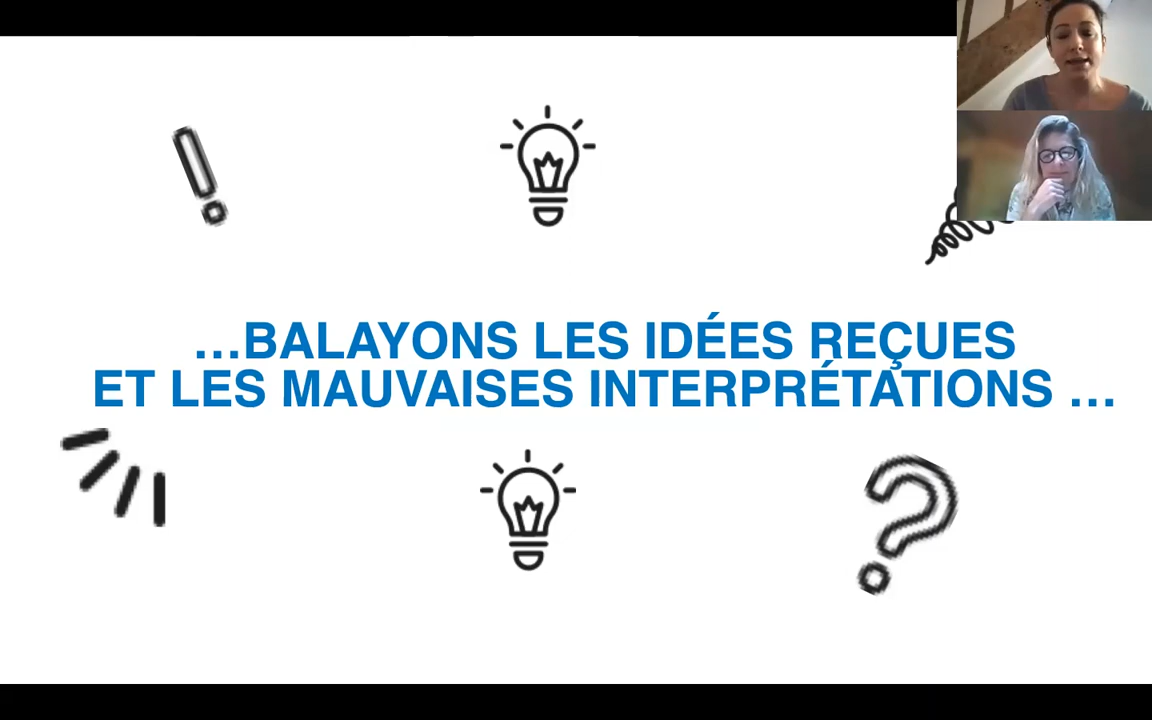 …BALAYONS LES IDÉES REÇUES
ET LES MAUVAISES INTERPRÉTATIONS …